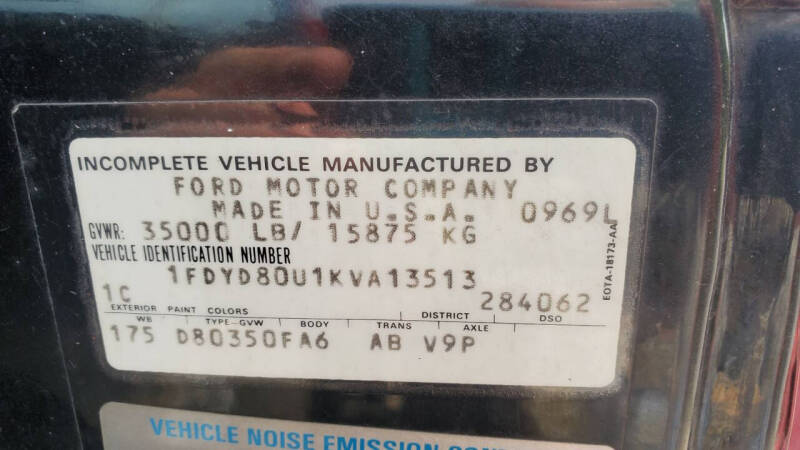 INCOMPLETE VEHICLE MANUFACTURED BY
FORD MOTOR COMPANY
MADE IN U.S.A. 0969L
GVWR: 35000 LB/ 15875 KG
VEHICLE IDENTIFICATION NUMBER
1FDYD80U1KVA13513
1C 284062
EXTERIOR PAINT COLORS DISTRICT DSO
WB TYPE-GVW BODY TRANS AXLE
175 D80350FA6 AB V9P
EOTA-18173-AA
VEHICLE NOISE EMISSION